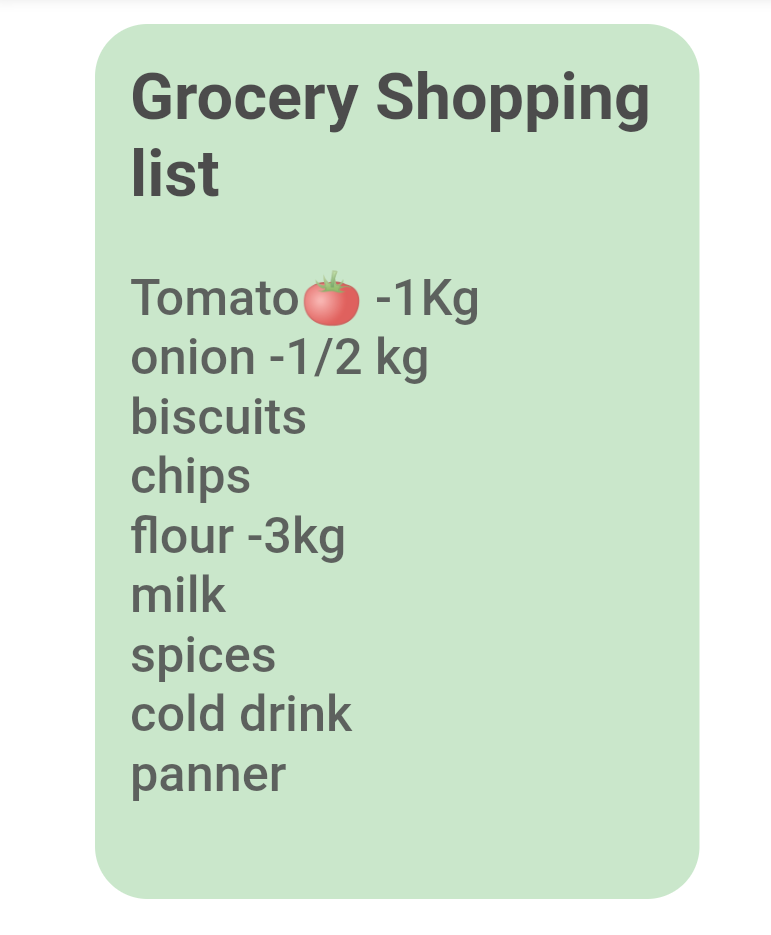 Grocery Shopping
list
Tomato🍅 -1Kg
onion -1/2 kg
biscuits
chips
flour -3kg
milk
spices
cold drink
panner